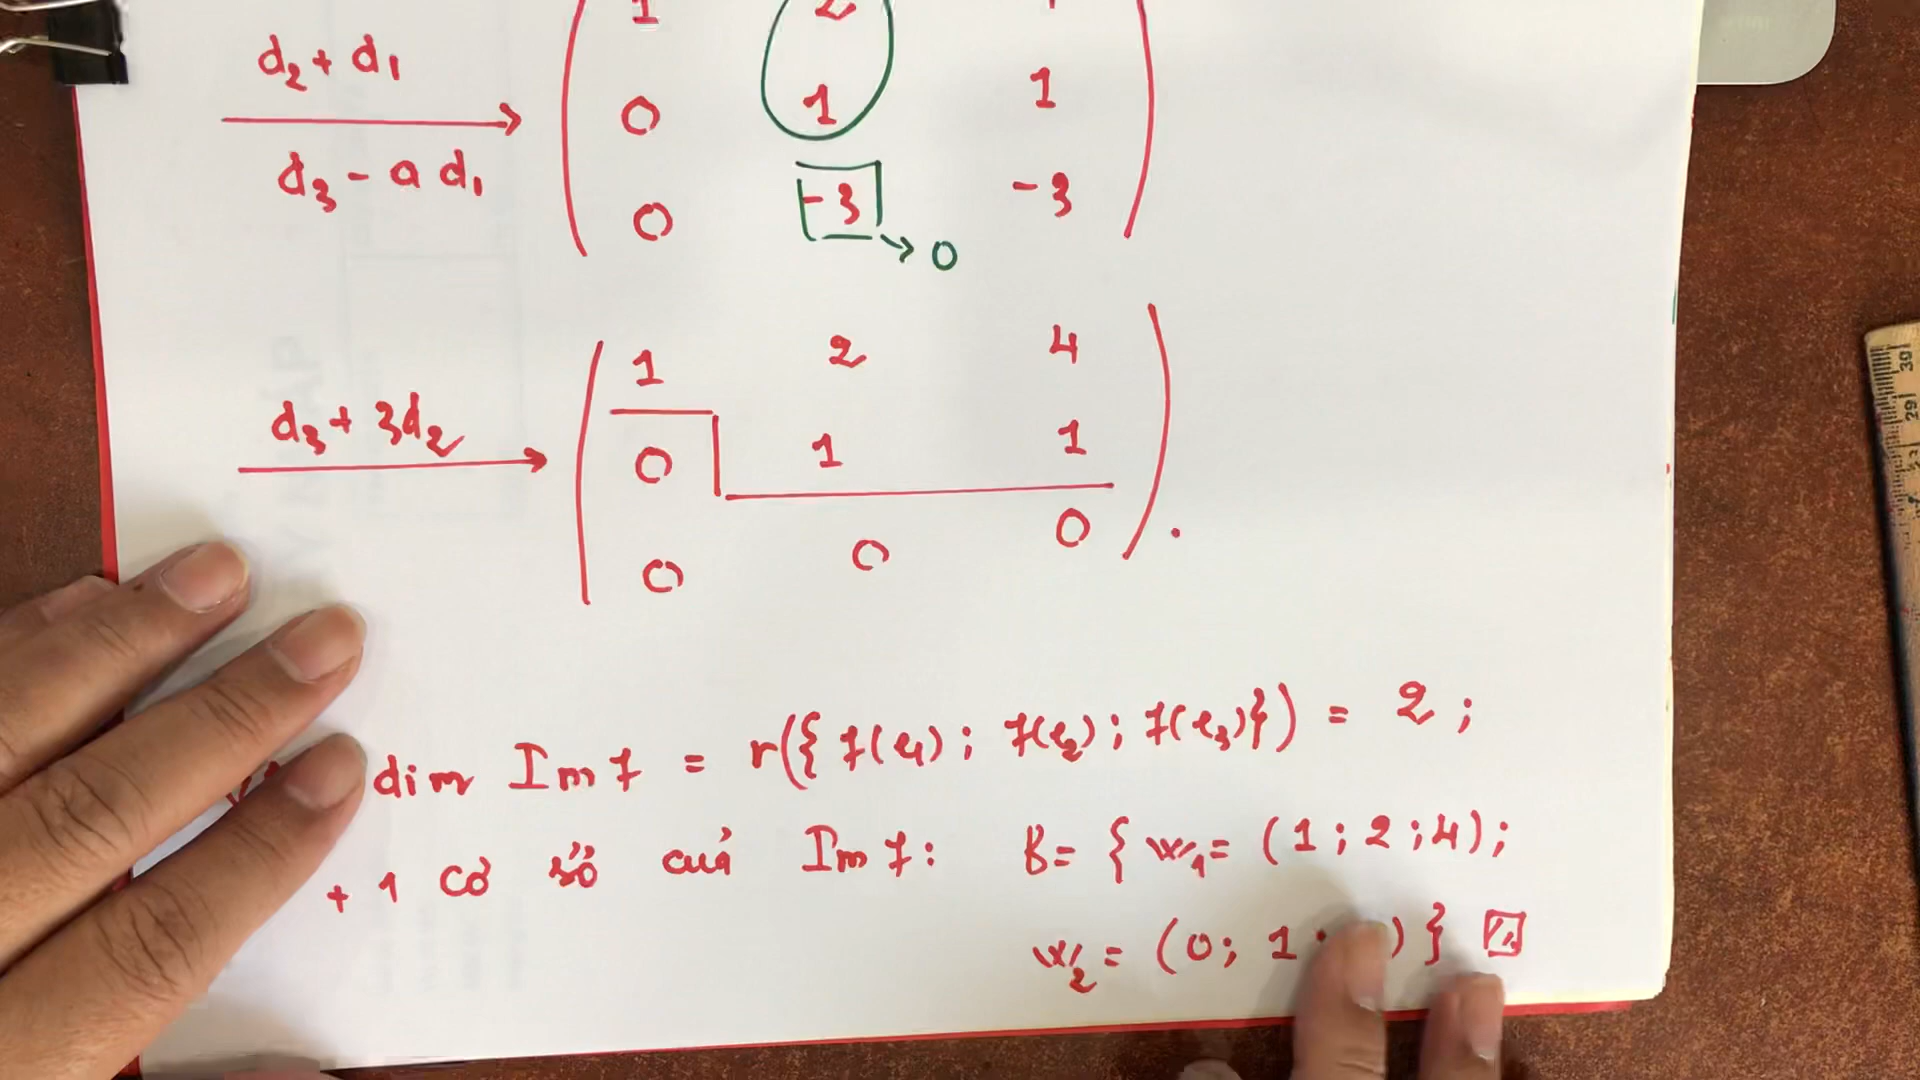 1 2
d2 + d1
0 1 1
d3 - a d1
0 -3 -3
→ 0
1 2 4
d3 + 3d2
0 1 1
0 0 0 .
dim Im f = r({ f(e1) ; f(e2) ; f(e3)}) = 2 ;
+ 1 cơ sở của Im f : B = { w1 = (1 ; 2 ; 4) ;
w2 = (0 ; 1 ; ) }